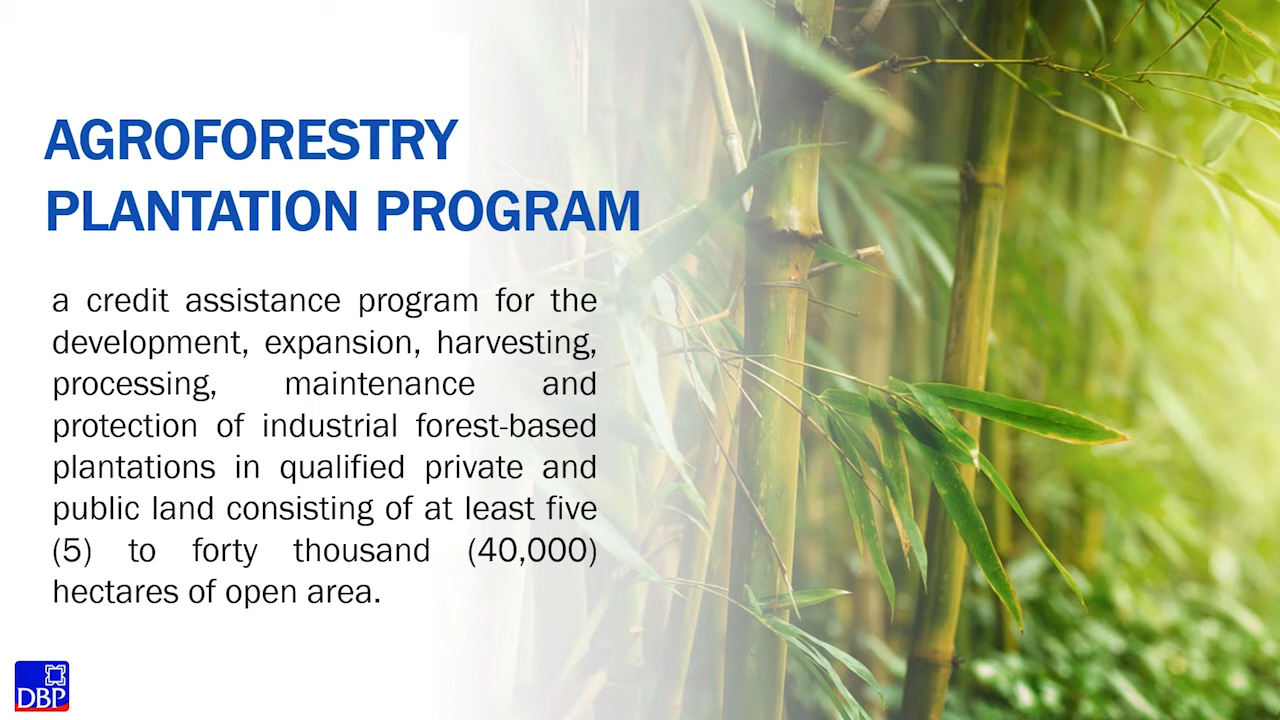 AGROFORESTRY
PLANTATION PROGRAM
a credit assistance program for the
development, expansion, harvesting,
processing, maintenance and
protection of industrial forest-based
plantations in qualified private and
public land consisting of at least five
(5) to forty thousand (40,000)
hectares of open area.
DBP